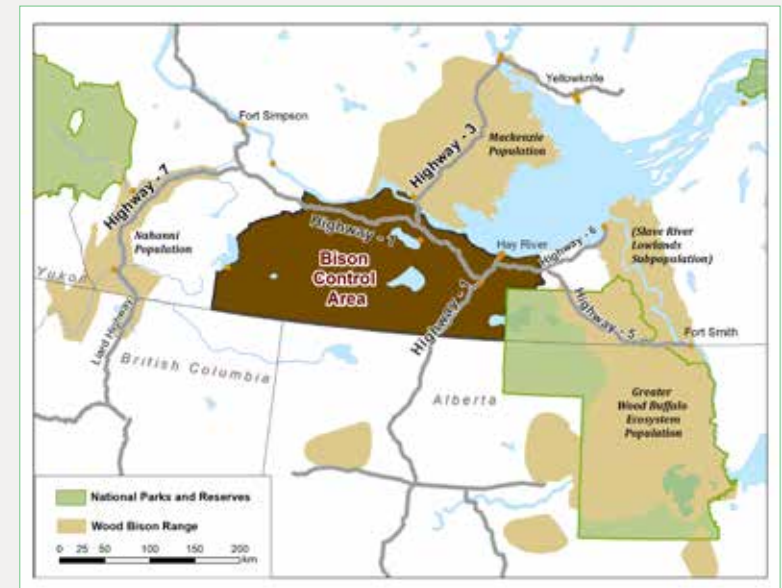 Yellowknife
Fort Simpson
Highway - 3
Mackenzie
Population
Highway - 7
Nahanni
Population
Highway - 1
Hay River
Highway - 6
(Slave River
Lowlands
Subpopulation)
Bison
Control
Area
Yukon
Highway - 1
Highway - 5
Fort Smith
Liard Highway
British Columbia
Alberta
Greater
Wood Buffalo
Ecosystem
Population
National Parks and Reserves
Wood Bison Range
0 25 50 100 150 200
Km